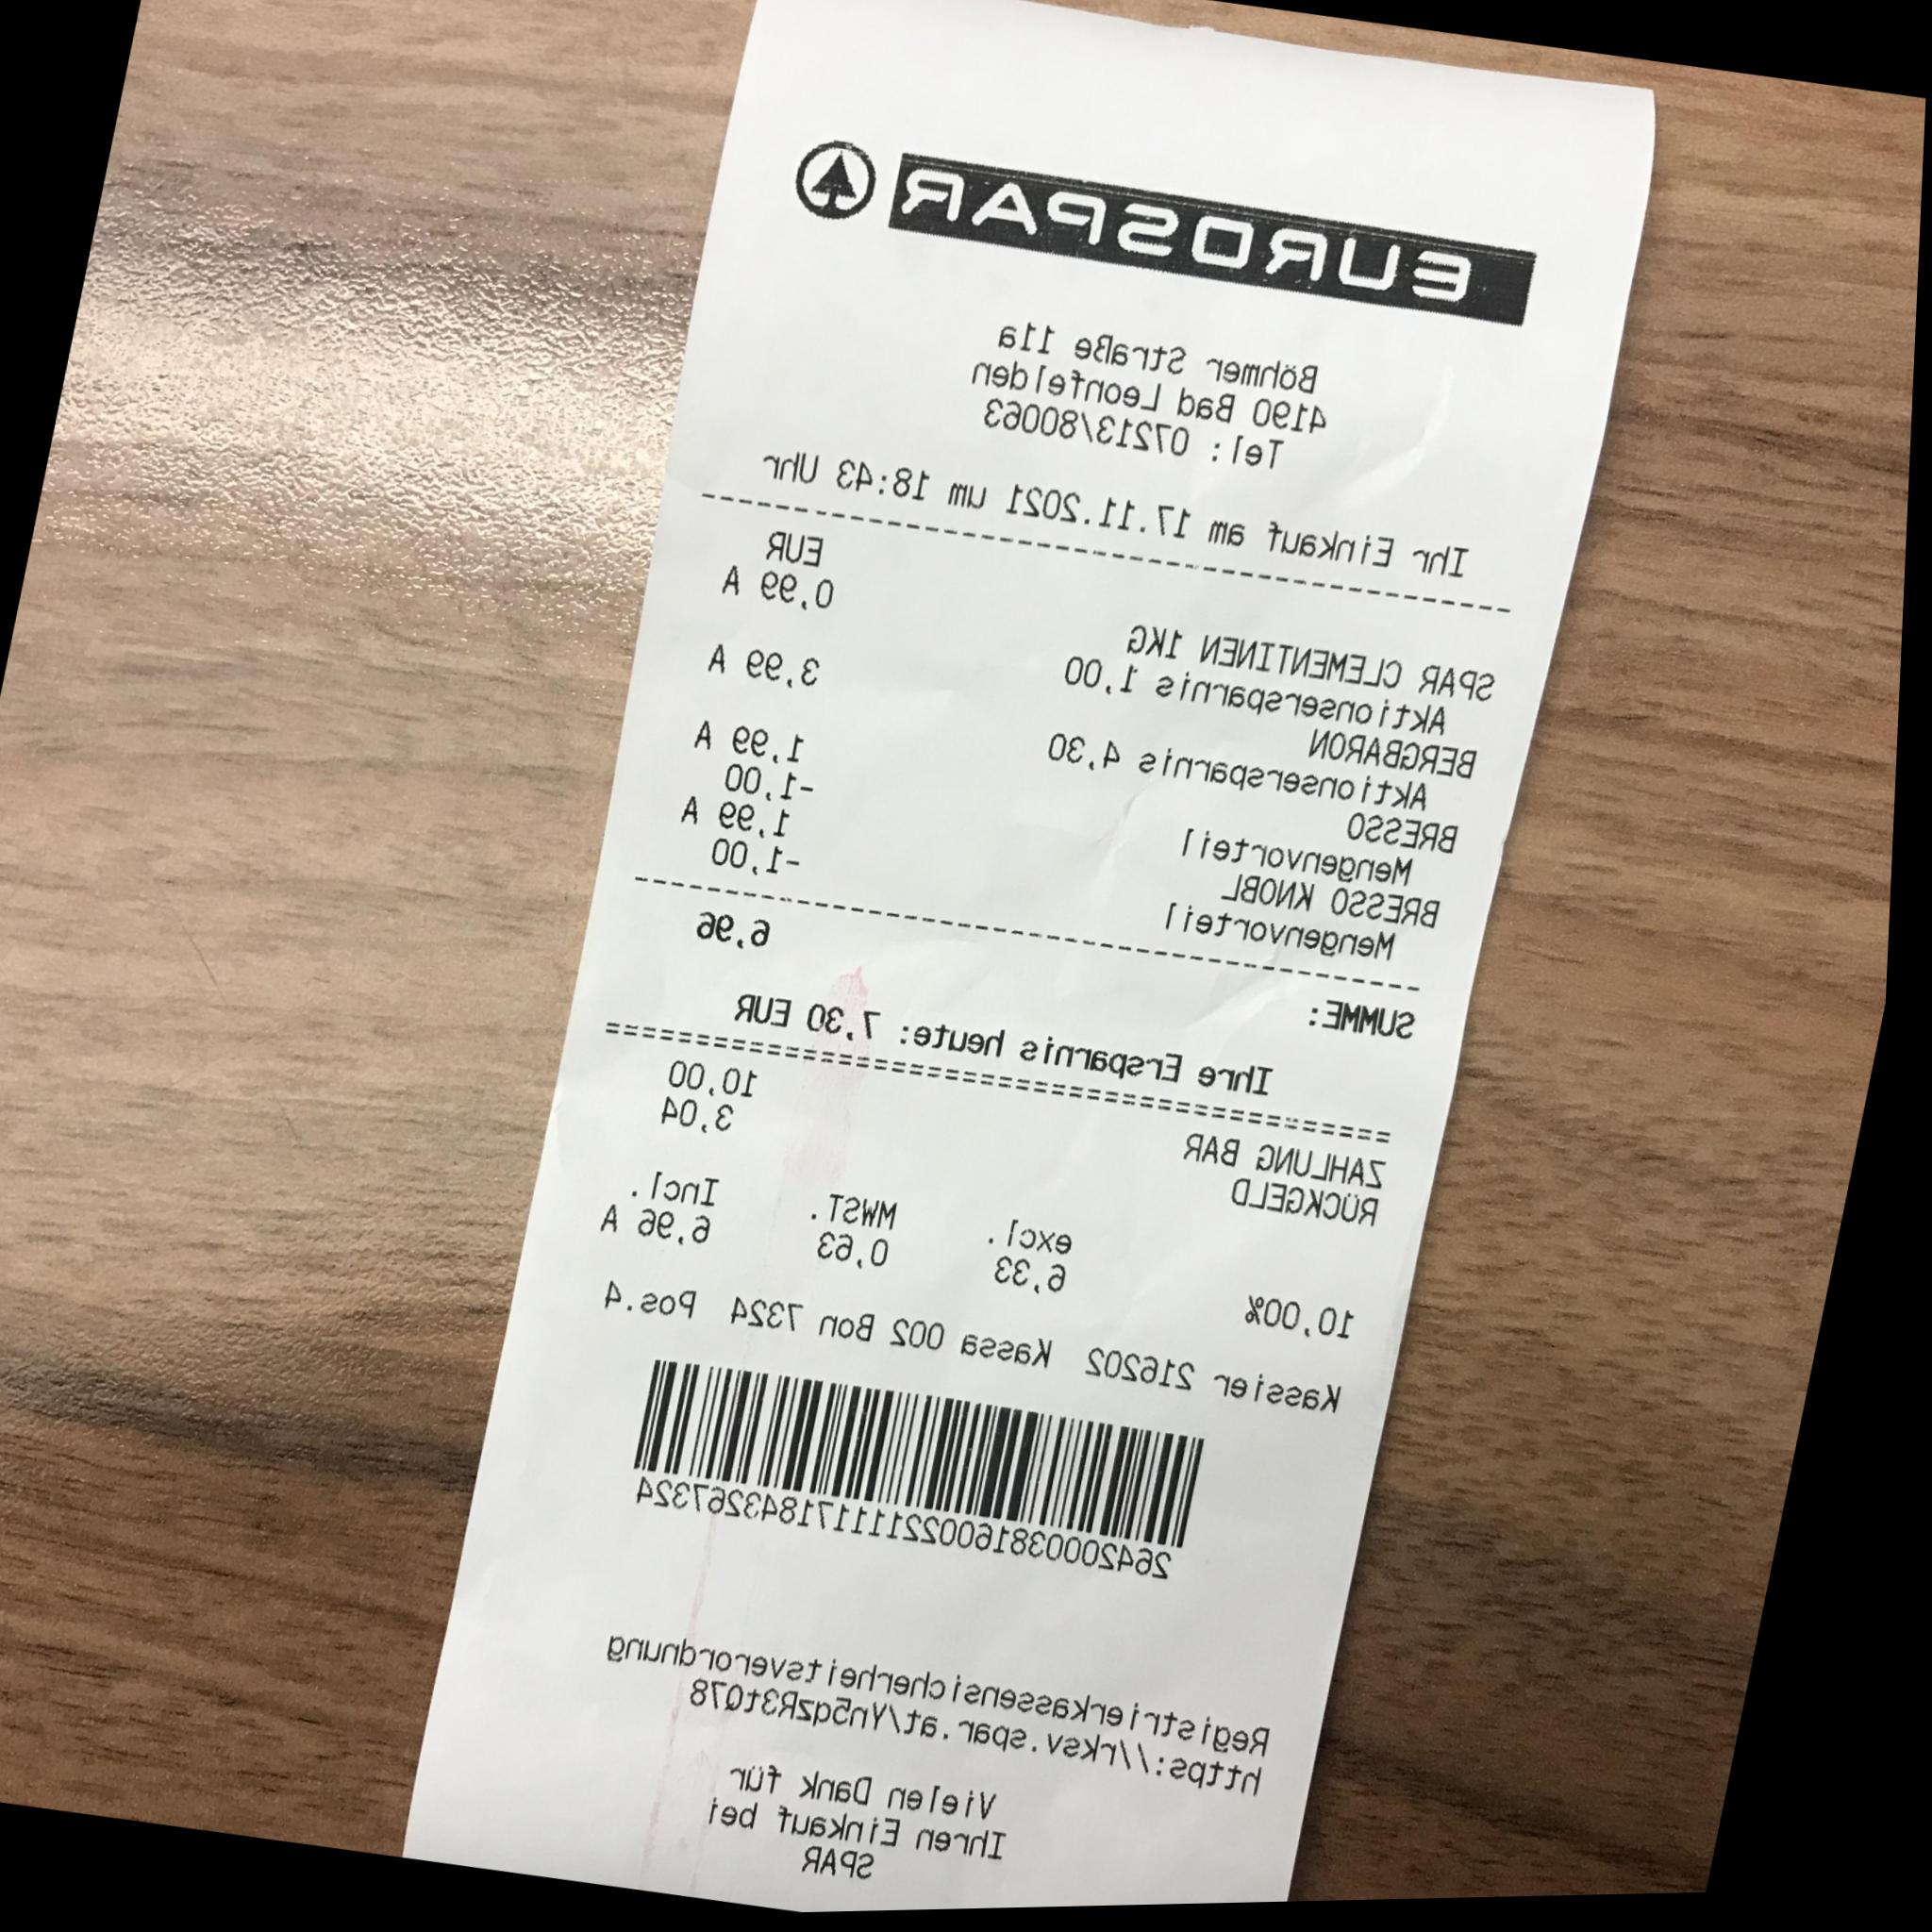 EUROSPAR
Böhmer Straße 11a
4190 Bad Leonfelden
Tel: 07213/80063
Ihr Einkauf am 17.11.2021 um 18:43 Uhr
EUR
SPAR CLEMENTINEN 1KG 0,99 A
Aktionsersparnis 1,00
BERGBARON 3,99 A
Aktionsersparnis 4,30
BRESSO 1,99 A
Mengenvorteil -1,00
BRESSO KNOBL 1,99 A
Mengenvorteil -1,00
SUMME: 6,96
Ihre Ersparnis heute: 7,30 EUR
ZAHLUNG BAR 10,00
RÜCKGELD 3,04
excl. MWST. Incl.
10,00% 6,33 0,63 6,96 A
Kassier 216202 Kassa 002 Bon 7324 Pos.4
2642000381600221111171843267324
Registrierkassensicherheitsverordnung
https://rksv.spar.at/Yn5qzR3tQ78
Vielen Dank für
Ihren Einkauf bei
SPAR